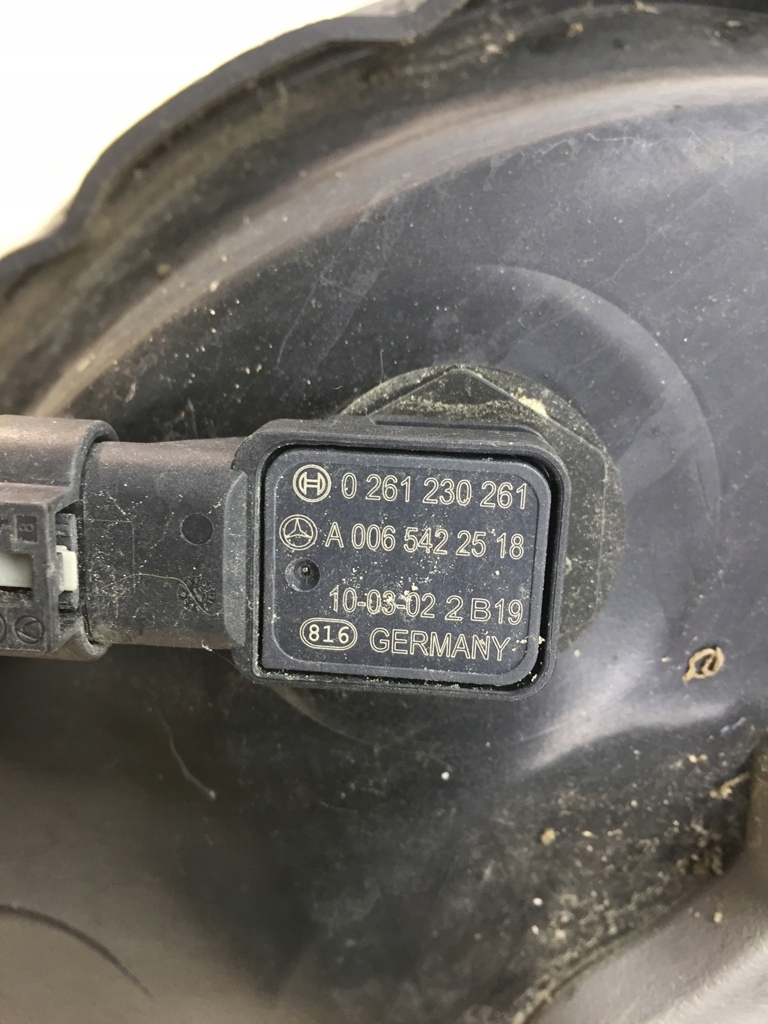 0 261 230 261
A 006 542 25 18
10-03-02 2 B19
816 GERMANY